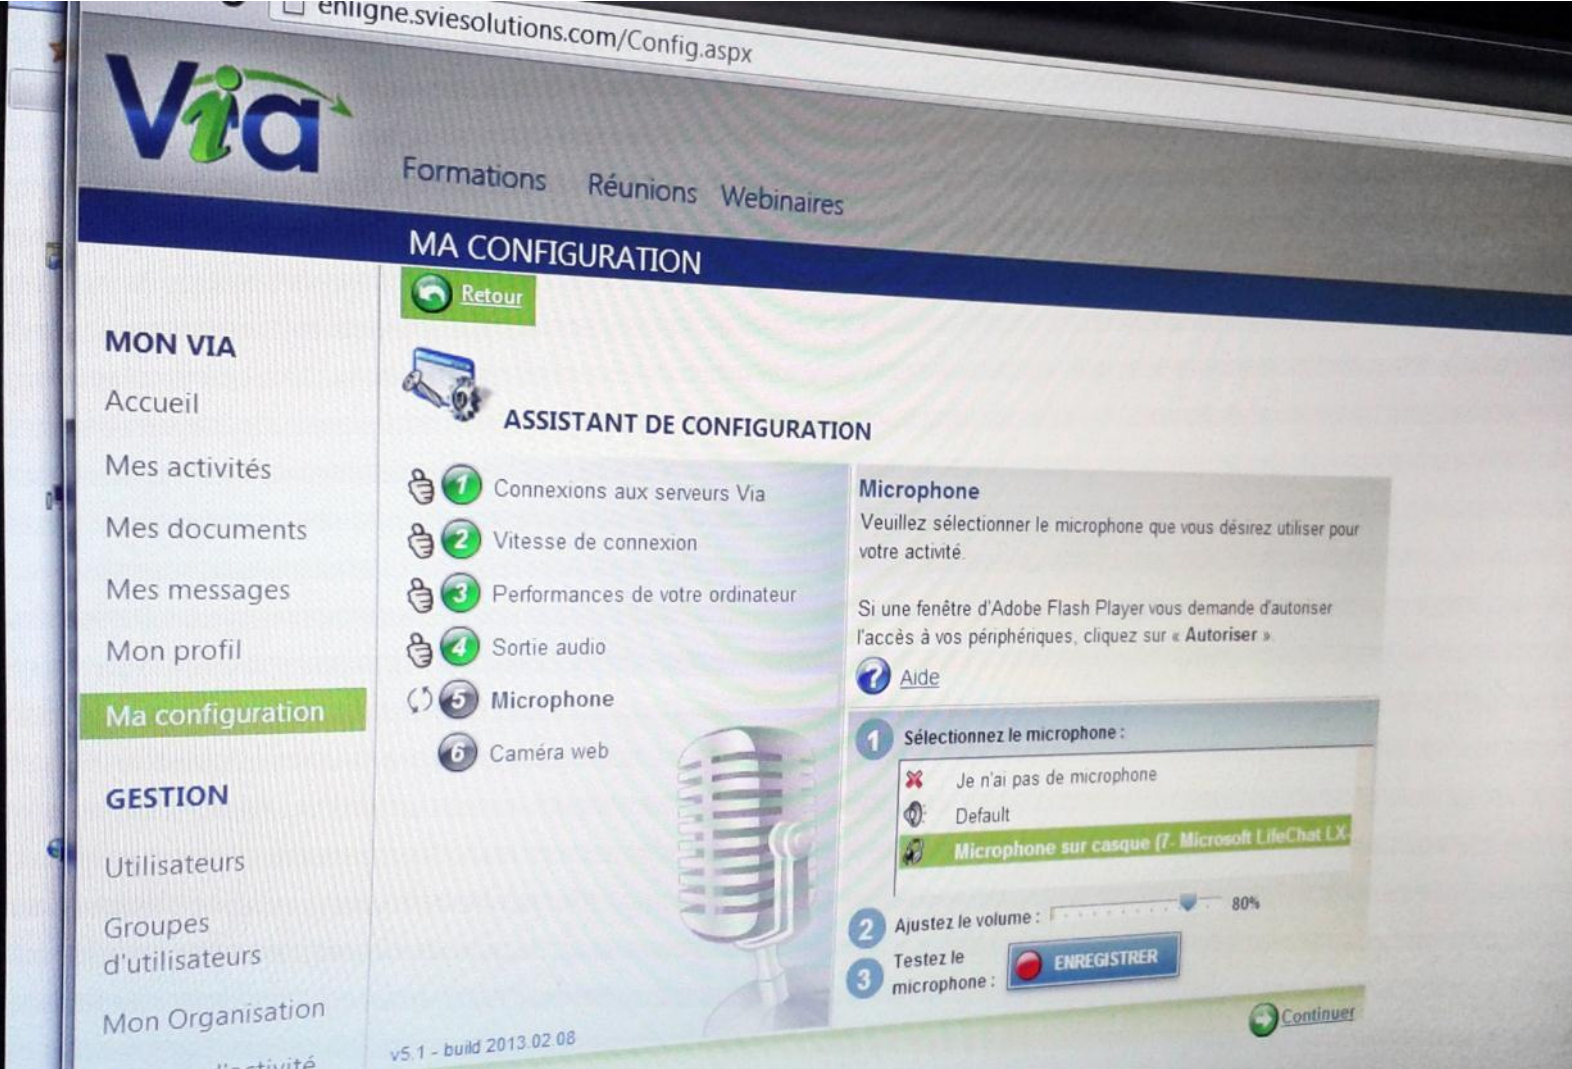 enligne.sviesolutions.com/Config.aspx
Via
Formations Réunions Webinaires
MA CONFIGURATION
Retour
MON VIA
Accueil
Mes activités
Mes documents
Mes messages
Mon profil
Ma configuration
GESTION
Utilisateurs
Groupes
d'utilisateurs
Mon Organisation
d'activité
ASSISTANT DE CONFIGURATION
1 Connexions aux serveurs Via
2 Vitesse de connexion
3 Performances de votre ordinateur
4 Sortie audio
5 Microphone
6 Caméra web
v5.1 - build 2013.02.08
Microphone
Veuillez sélectionner le microphone que vous désirez utiliser pour
votre activité.
Si une fenêtre d'Adobe Flash Player vous demande d'autoriser
l'accès à vos périphériques, cliquez sur « Autoriser ».
? Aide
1 Sélectionnez le microphone :
Je n'ai pas de microphone
Default
Microphone sur casque (7- Microsoft LifeChat LX-
2 Ajustez le volume : 80%
3 Testez le
microphone :
ENREGISTRER
Continuer